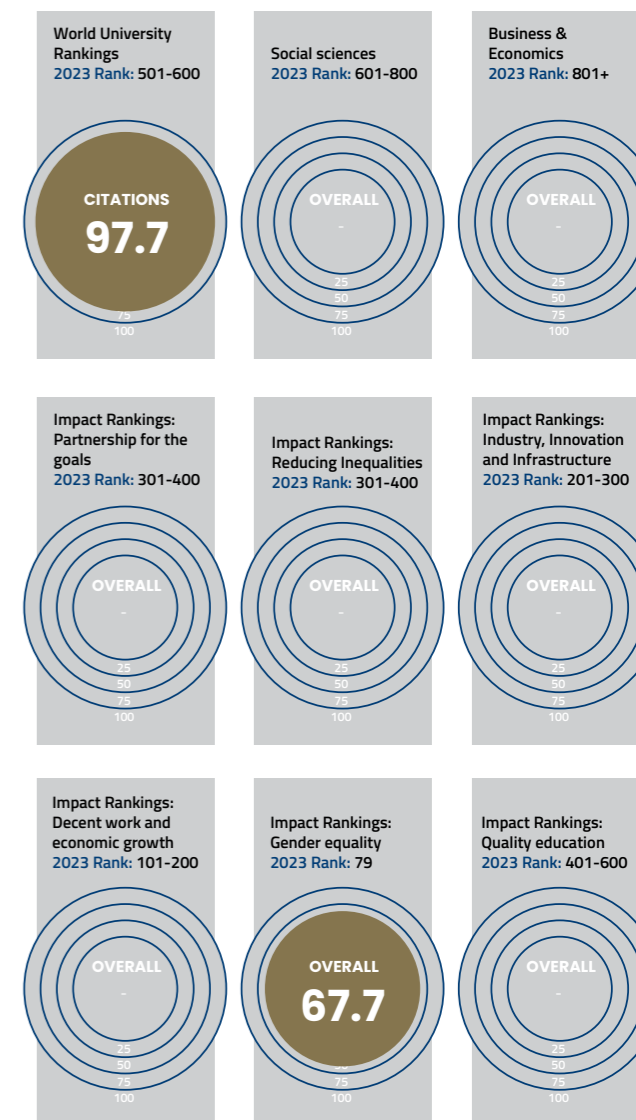 World University
Rankings
2023 Rank: 501-600
CITATIONS
97.7
75
100
Social sciences
2023 Rank: 601-800
OVERALL
-
25
50
75
100
Business &
Economics
2023 Rank: 801+
OVERALL
-
25
50
75
100
Impact Rankings:
Partnership for the
goals
2023 Rank: 301-400
OVERALL
-
25
50
75
100
Impact Rankings:
Reducing Inequalities
2023 Rank: 301-400
OVERALL
-
25
50
75
100
Impact Rankings:
Industry, Innovation
and Infrastructure
2023 Rank: 201-300
OVERALL
-
25
50
75
100
Impact Rankings:
Decent work and
economic growth
2023 Rank: 101-200
OVERALL
-
25
50
75
100
Impact Rankings:
Gender equality
2023 Rank: 79
OVERALL
67.7
75
100
Impact Rankings:
Quality education
2023 Rank: 401-600
OVERALL
-
25
50
75
100